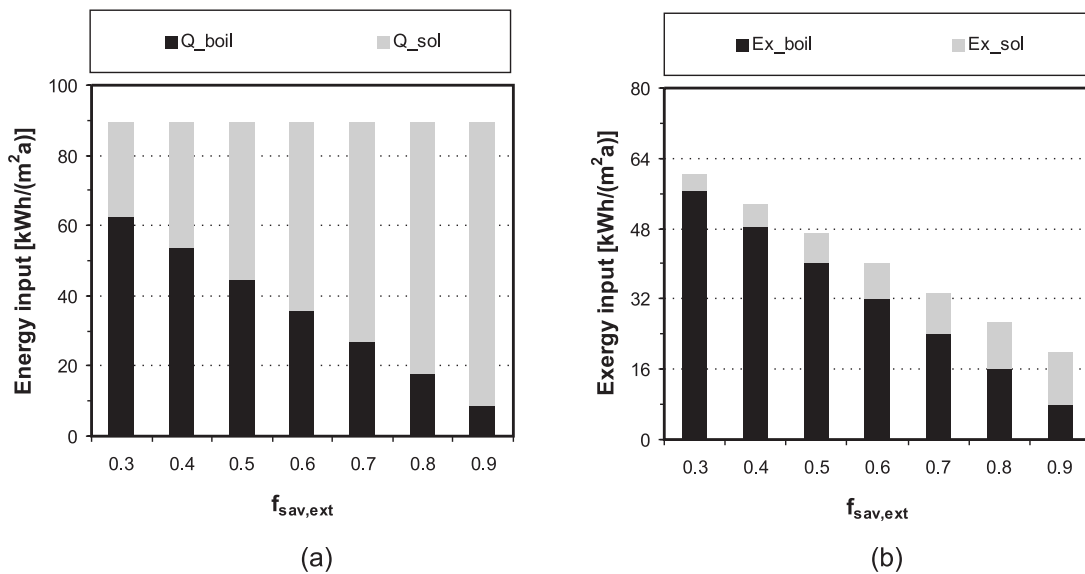 Q_boil Q_sol
Energy input [kWh/(m²a)]
100
80
60
40
20
0
0.3 0.4 0.5 0.6 0.7 0.8 0.9
f_sav,ext
(a)
Ex_boil Ex_sol
Exergy input [kWh/(m²a)]
80
64
48
32
16
0
0.3 0.4 0.5 0.6 0.7 0.8 0.9
f_sav,ext
(b)